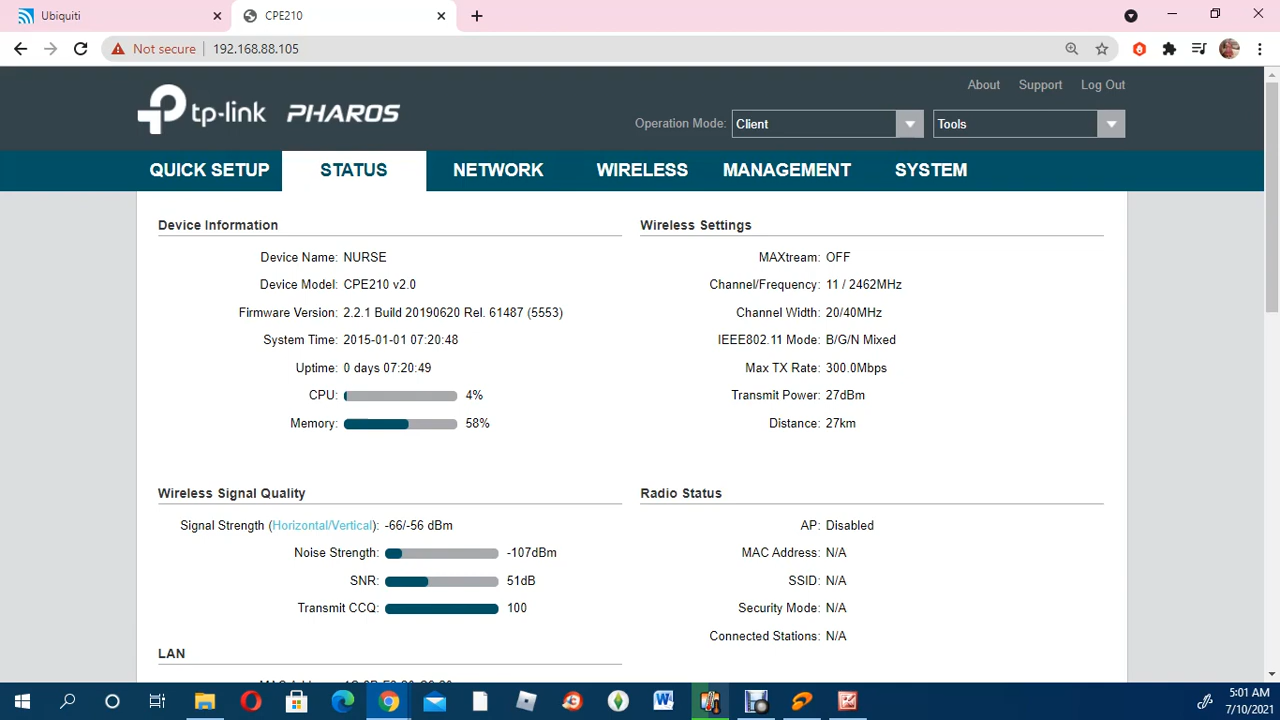 Ubiquiti
CPE210
Not secure
192.168.88.105
tp-link PHAROS
About Support Log Out
Operation Mode: Client Tools
QUICK SETUP STATUS NETWORK WIRELESS MANAGEMENT SYSTEM
Device Information
Device Name: NURSE
Device Model: CPE210 v2.0
Firmware Version: 2.2.1 Build 20190620 Rel. 61487 (5553)
System Time: 2015-01-01 07:20:48
Uptime: 0 days 07:20:49
CPU: 4%
Memory: 58%
Wireless Settings
MAXtream: OFF
Channel/Frequency: 11 / 2462MHz
Channel Width: 20/40MHz
IEEE802.11 Mode: B/G/N Mixed
Max TX Rate: 300.0Mbps
Transmit Power: 27dBm
Distance: 27km
Wireless Signal Quality
Signal Strength (Horizontal/Vertical): -66/-56 dBm
Noise Strength: -107dBm
SNR: 51dB
Transmit CCQ: 100
Radio Status
AP: Disabled
MAC Address: N/A
SSID: N/A
Security Mode: N/A
Connected Stations: N/A
LAN
5:01 AM
7/10/2021